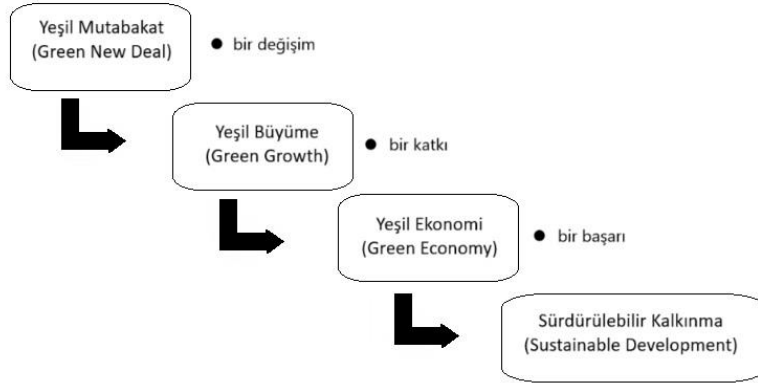 Yeşil Mutabakat
(Green New Deal)
● bir değişim
Yeşil Büyüme
(Green Growth)
● bir katkı
Yeşil Ekonomi
(Green Economy)
● bir başarı
Sürdürülebilir Kalkınma
(Sustainable Development)